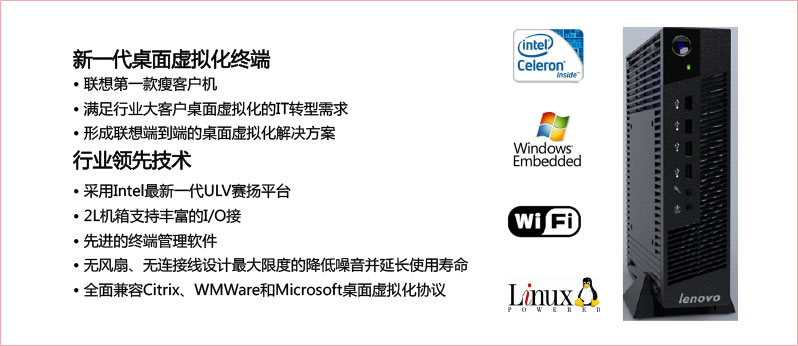 新一代桌面虚拟化终端
• 联想第一款瘦客户机
• 满足行业大客户桌面虚拟化的IT转型需求
• 形成联想端到端的桌面虚拟化解决方案
行业领先技术
• 采用Intel最新一代ULV赛扬平台
• 2L机箱支持丰富的I/O接
• 先进的终端管理软件
• 无风扇、无连接线设计最大限度的降低噪音并延长使用寿命
• 全面兼容Citrix、WMWare和Microsoft桌面虚拟化协议
intel
Celeron
inside™
Windows
Embedded
WiFi
Linux
POWERED
lenovo